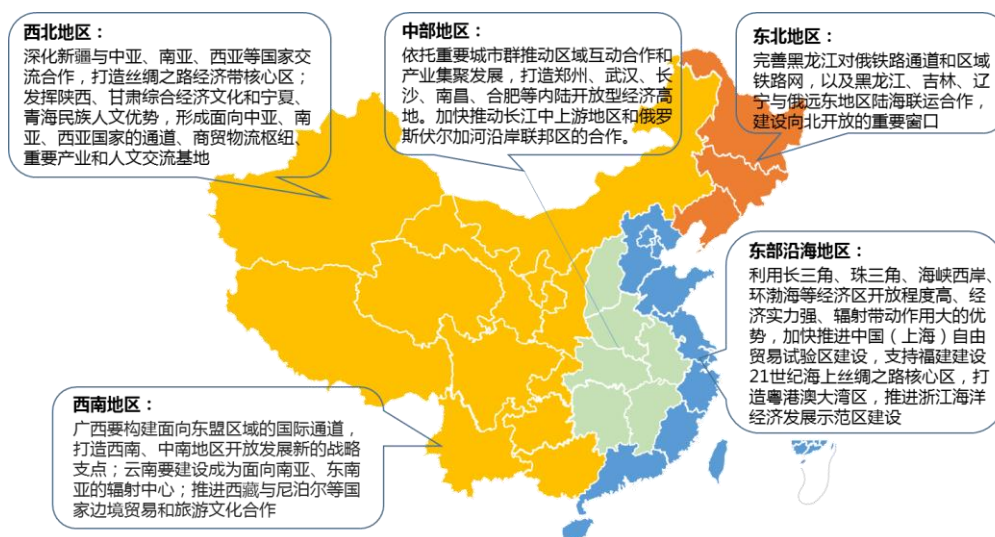 西北地区：
深化新疆与中亚、南亚、西亚等国家交
流合作，打造丝绸之路经济带核心区；
发挥陕西、甘肃综合经济文化和宁夏、
青海民族人文优势，形成面向中亚、南
亚、西亚国家的通道、商贸物流枢纽、
重要产业和人文交流基地
中部地区：
依托重要城市群推动区域互动合作和
产业集聚发展，打造郑州、武汉、长
沙、南昌、合肥等内陆开放型经济高
地。加快推动长江中上游地区和俄罗
斯伏尔加河沿岸联邦区的合作。
东北地区：
完善黑龙江对俄铁路通道和区域
铁路网，以及黑龙江、吉林、辽
宁与俄远东地区陆海联运合作，
建设向北开放的重要窗口
东部沿海地区：
利用长三角、珠三角、海峡西岸、
环渤海等经济区开放程度高、经
济实力强、辐射带动作用大的优
势，加快推进中国（上海）自由
贸易试验区建设，支持福建建设
21世纪海上丝绸之路核心区，打
造粤港澳大湾区，推进浙江海洋
经济发展示范区建设
西南地区：
广西要构建面向东盟区域的国际通道，
打造西南、中南地区开放发展新的战略
支点；云南要建设成为面向南亚、东南
亚的辐射中心；推进西藏与尼泊尔等国
家边境贸易和旅游文化合作